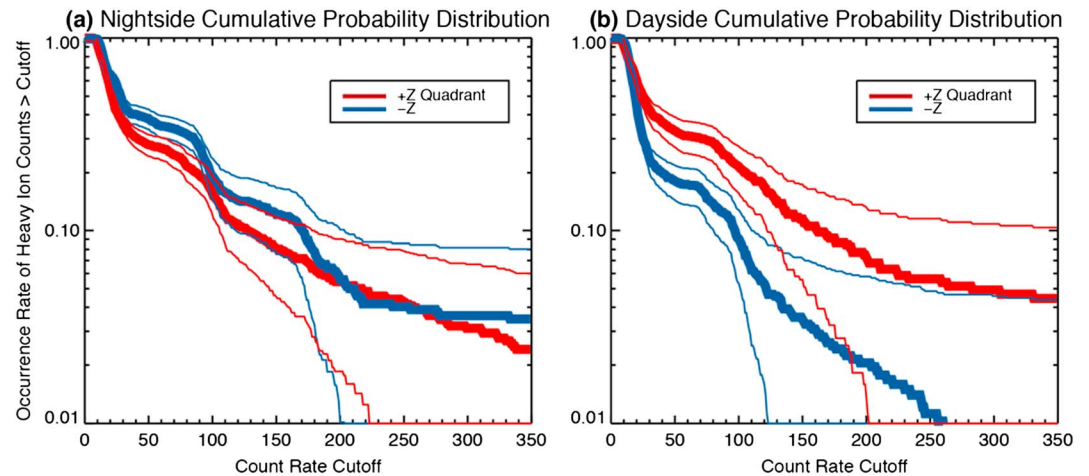 (a) Nightside Cumulative Probability Distribution
(b) Dayside Cumulative Probability Distribution
Occurrence Rate of Heavy Ion Counts > Cutoff
1.00
0.10
0.01
+Z Quadrant
−Z
0 50 100 150 200 250 300 350
Count Rate Cutoff
1.00
0.10
0.01
+Z Quadrant
−Z
0 50 100 150 200 250 300 350
Count Rate Cutoff